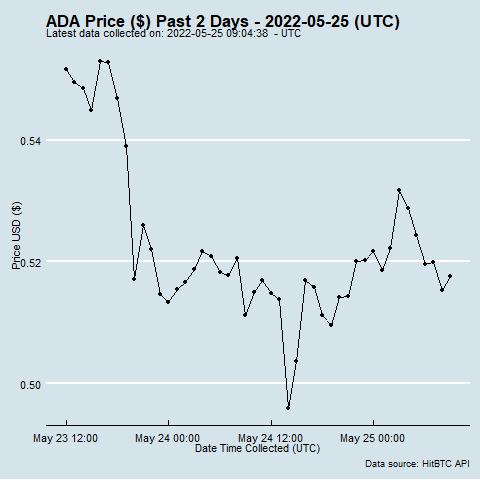 ADA Price ($) Past 2 Days - 2022-05-25 (UTC)
Latest data collected on: 2022-05-25 09:04:38 - UTC
0.54
0.52
0.50
Price USD ($)
May 23 12:00
May 24 00:00
May 24 12:00
May 25 00:00
Date Time Collected (UTC)
Data source: HitBTC API